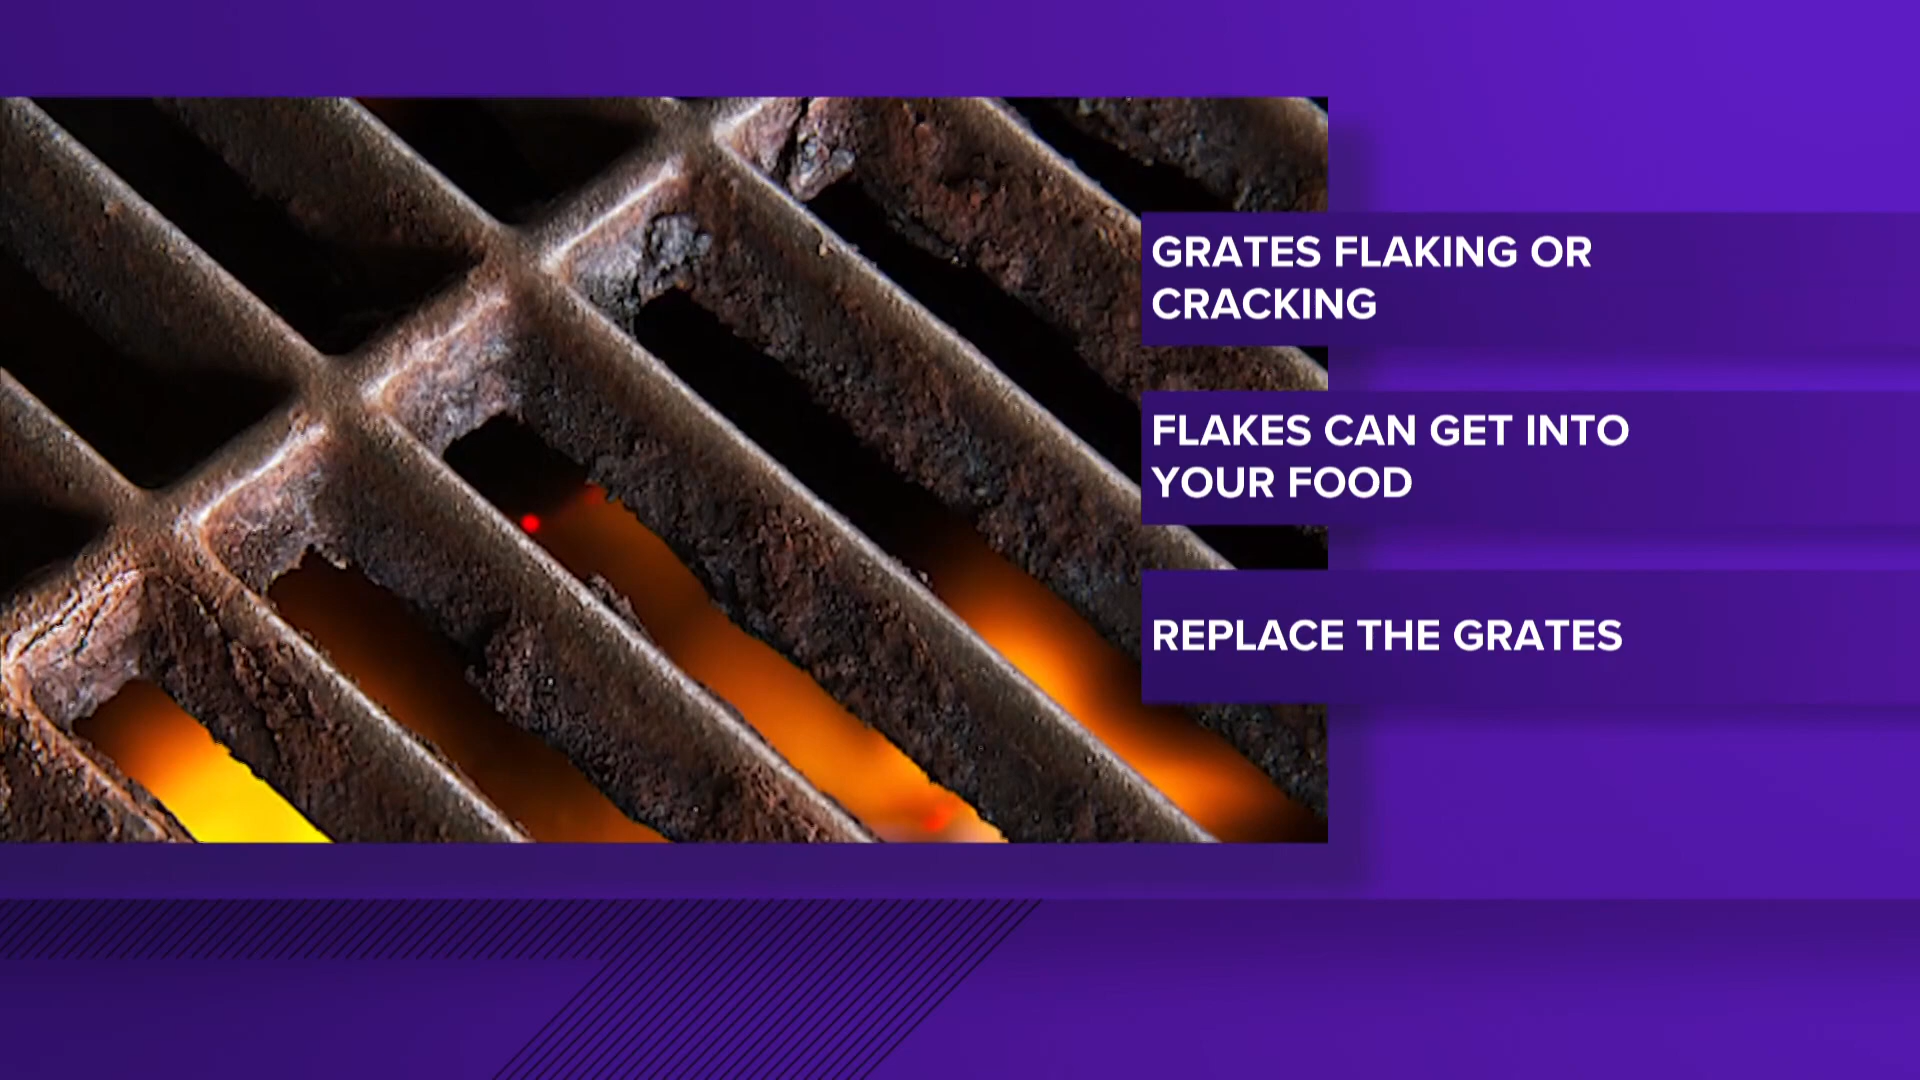 GRATES FLAKING OR
CRACKING
FLAKES CAN GET INTO
YOUR FOOD
REPLACE THE GRATES